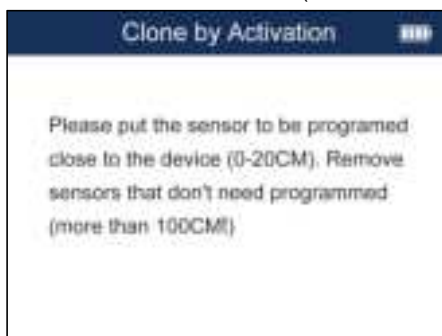 Clone by Activation
Please put the sensor to be programed
close to the device (0-20CM). Remove
sensors that don't need programmed
(more than 100CM!)